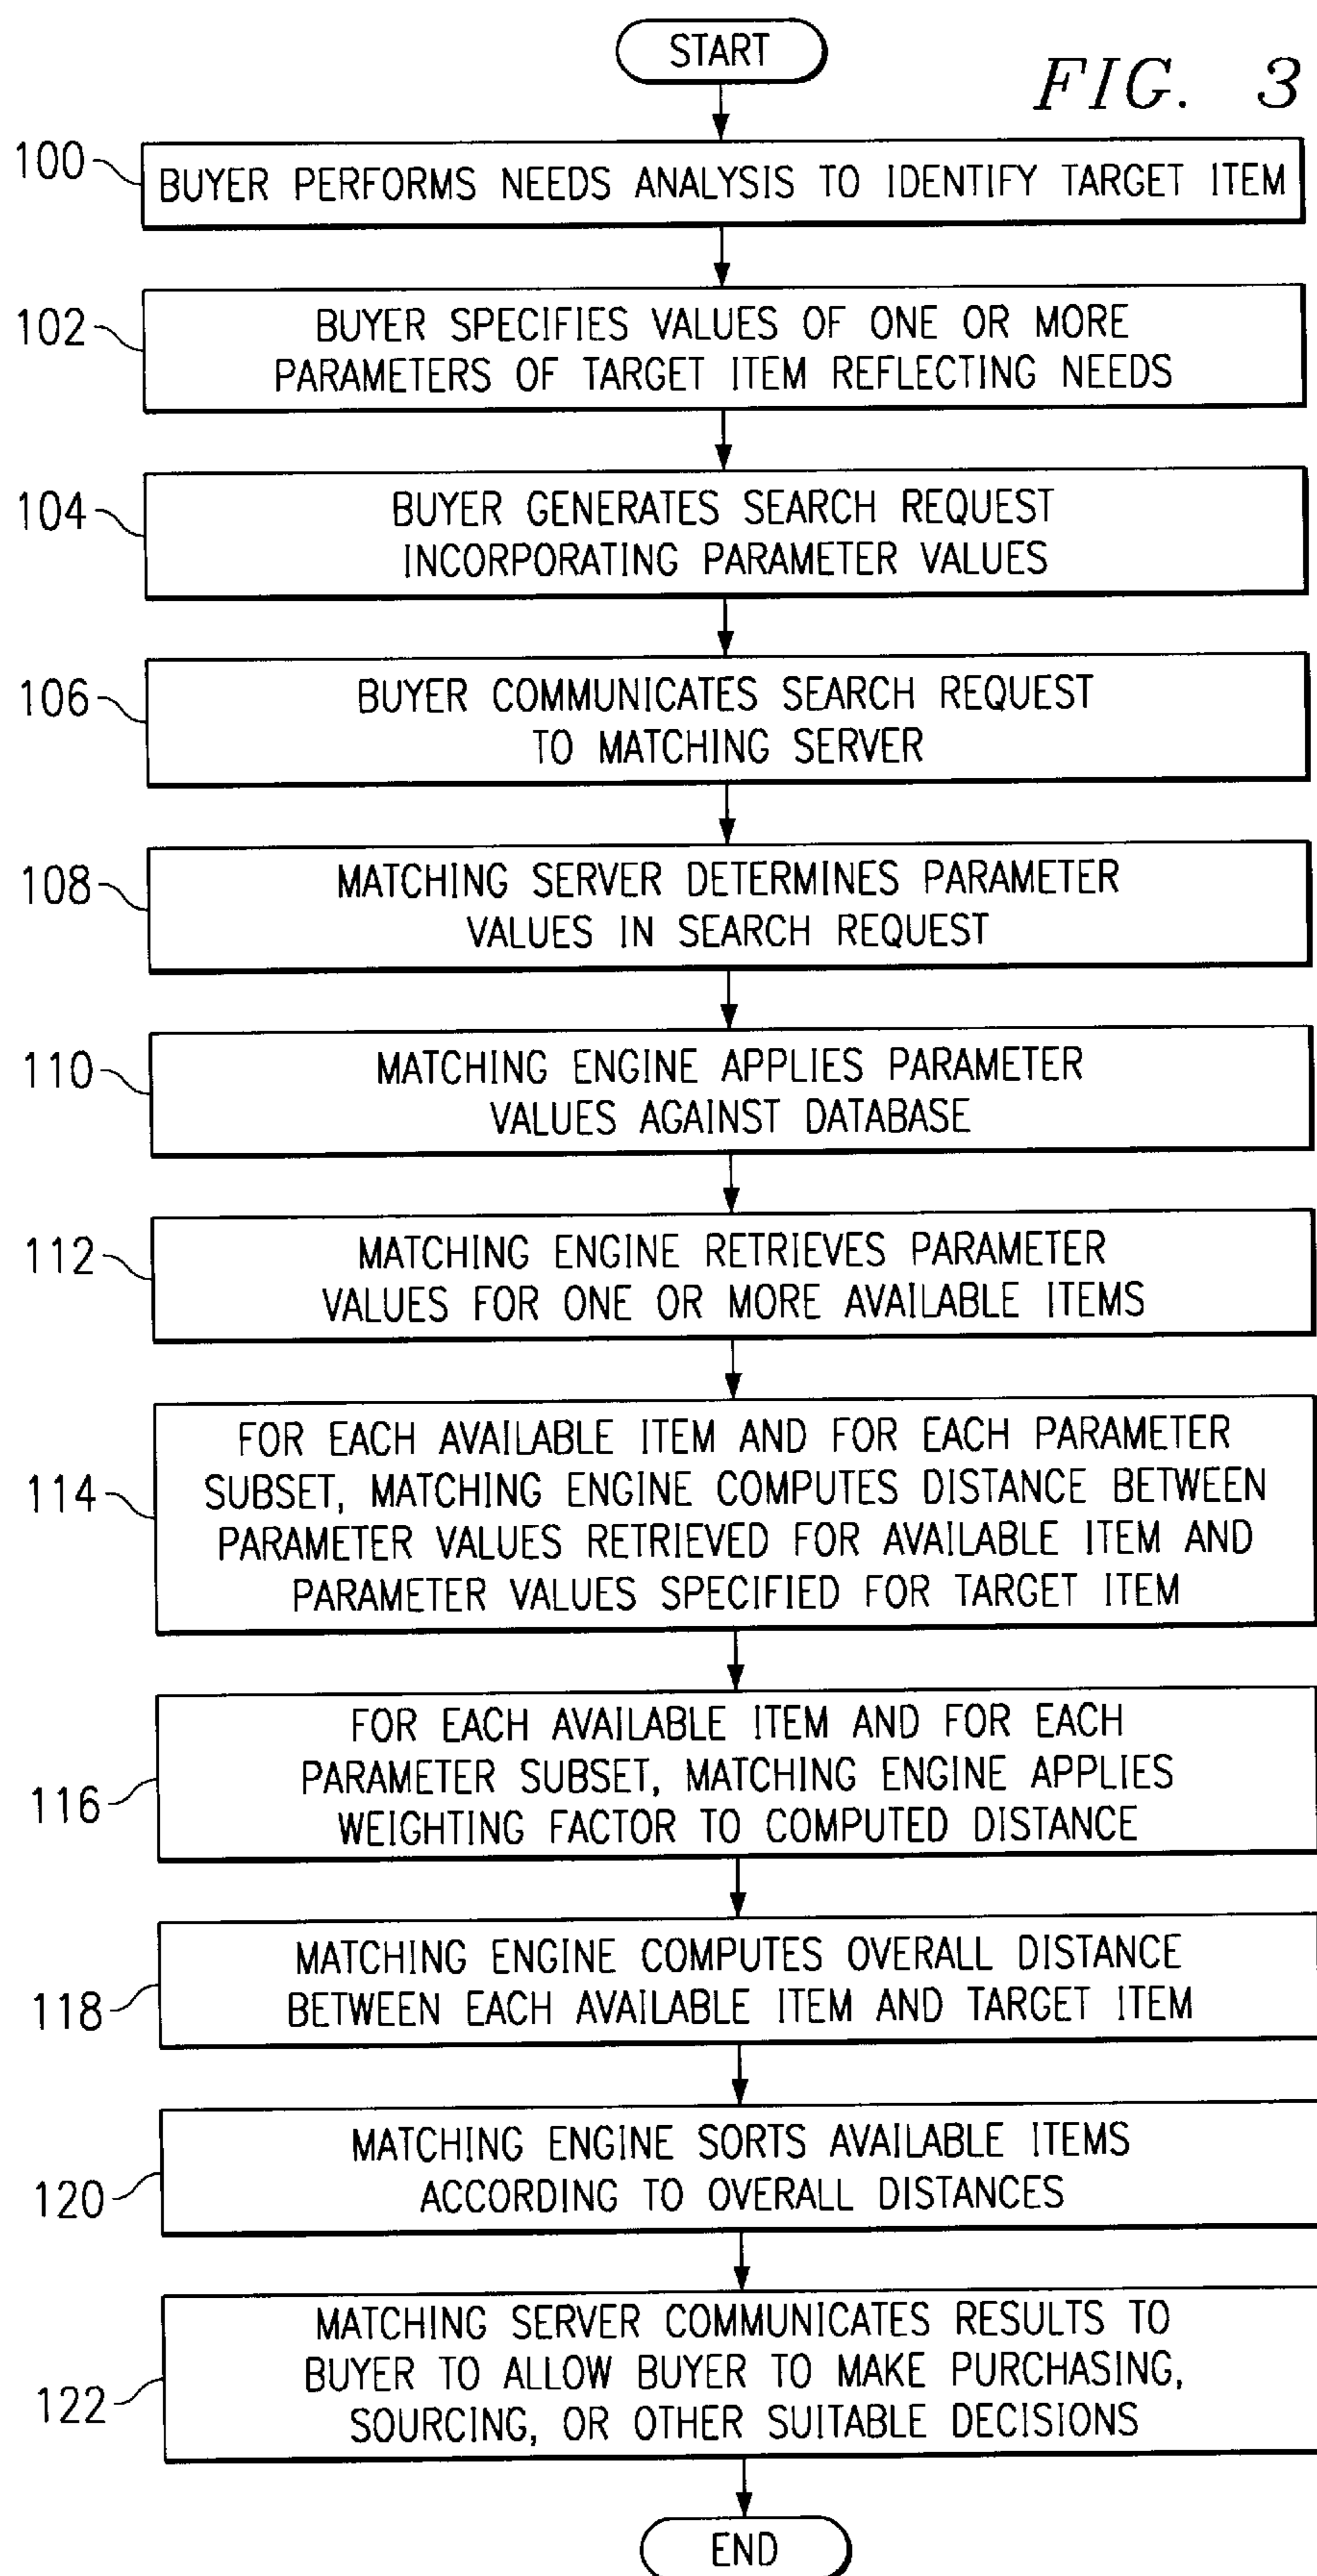 START
FIG. 3
100
BUYER PERFORMS NEEDS ANALYSIS TO IDENTIFY TARGET ITEM
102
BUYER SPECIFIES VALUES OF ONE OR MORE
PARAMETERS OF TARGET ITEM REFLECTING NEEDS
104
BUYER GENERATES SEARCH REQUEST
INCORPORATING PARAMETER VALUES
106
BUYER COMMUNICATES SEARCH REQUEST
TO MATCHING SERVER
108
MATCHING SERVER DETERMINES PARAMETER
VALUES IN SEARCH REQUEST
110
MATCHING ENGINE APPLIES PARAMETER
VALUES AGAINST DATABASE
112
MATCHING ENGINE RETRIEVES PARAMETER
VALUES FOR ONE OR MORE AVAILABLE ITEMS
114
FOR EACH AVAILABLE ITEM AND FOR EACH PARAMETER
SUBSET, MATCHING ENGINE COMPUTES DISTANCE BETWEEN
PARAMETER VALUES RETRIEVED FOR AVAILABLE ITEM AND
PARAMETER VALUES SPECIFIED FOR TARGET ITEM
116
FOR EACH AVAILABLE ITEM AND FOR EACH
PARAMETER SUBSET, MATCHING ENGINE APPLIES
WEIGHTING FACTOR TO COMPUTED DISTANCE
118
MATCHING ENGINE COMPUTES OVERALL DISTANCE
BETWEEN EACH AVAILABLE ITEM AND TARGET ITEM
120
MATCHING ENGINE SORTS AVAILABLE ITEMS
ACCORDING TO OVERALL DISTANCES
122
MATCHING SERVER COMMUNICATES RESULTS TO
BUYER TO ALLOW BUYER TO MAKE PURCHASING,
SOURCING, OR OTHER SUITABLE DECISIONS
END